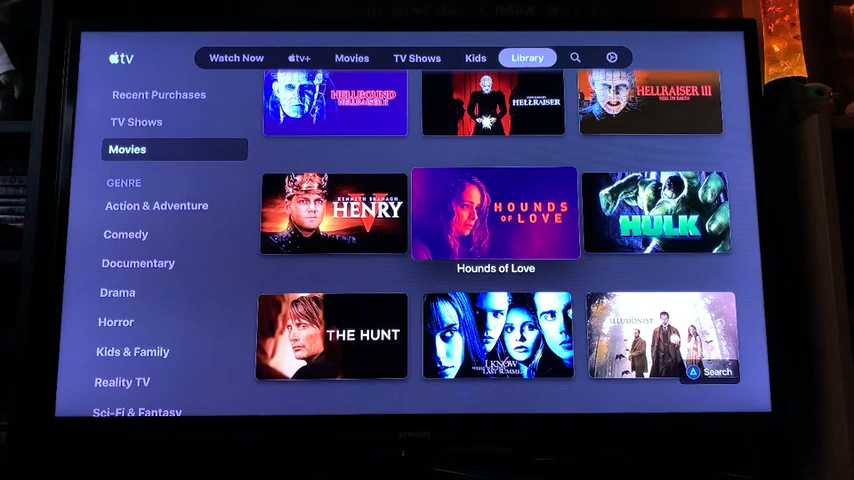 tv
Watch Now
tv+
Movies
TV Shows
Kids
Library
Recent Purchases
TV Shows
Movies
GENRE
Action & Adventure
Comedy
Documentary
Drama
Horror
Kids & Family
Reality TV
Sci-Fi & Fantasy
HELLBOUND
HELLRAISER II
HELLRAISER
HELLRAISER III
HELL ON EARTH
KENNETH BRANAGH
HENRY V
HOUNDS
OF LOVE
HULK
Hounds of Love
THE HUNT
I KNOW
WHAT YOU DID
LAST SUMMER
THE
ILLUSIONIST
Search
SAMSUNG